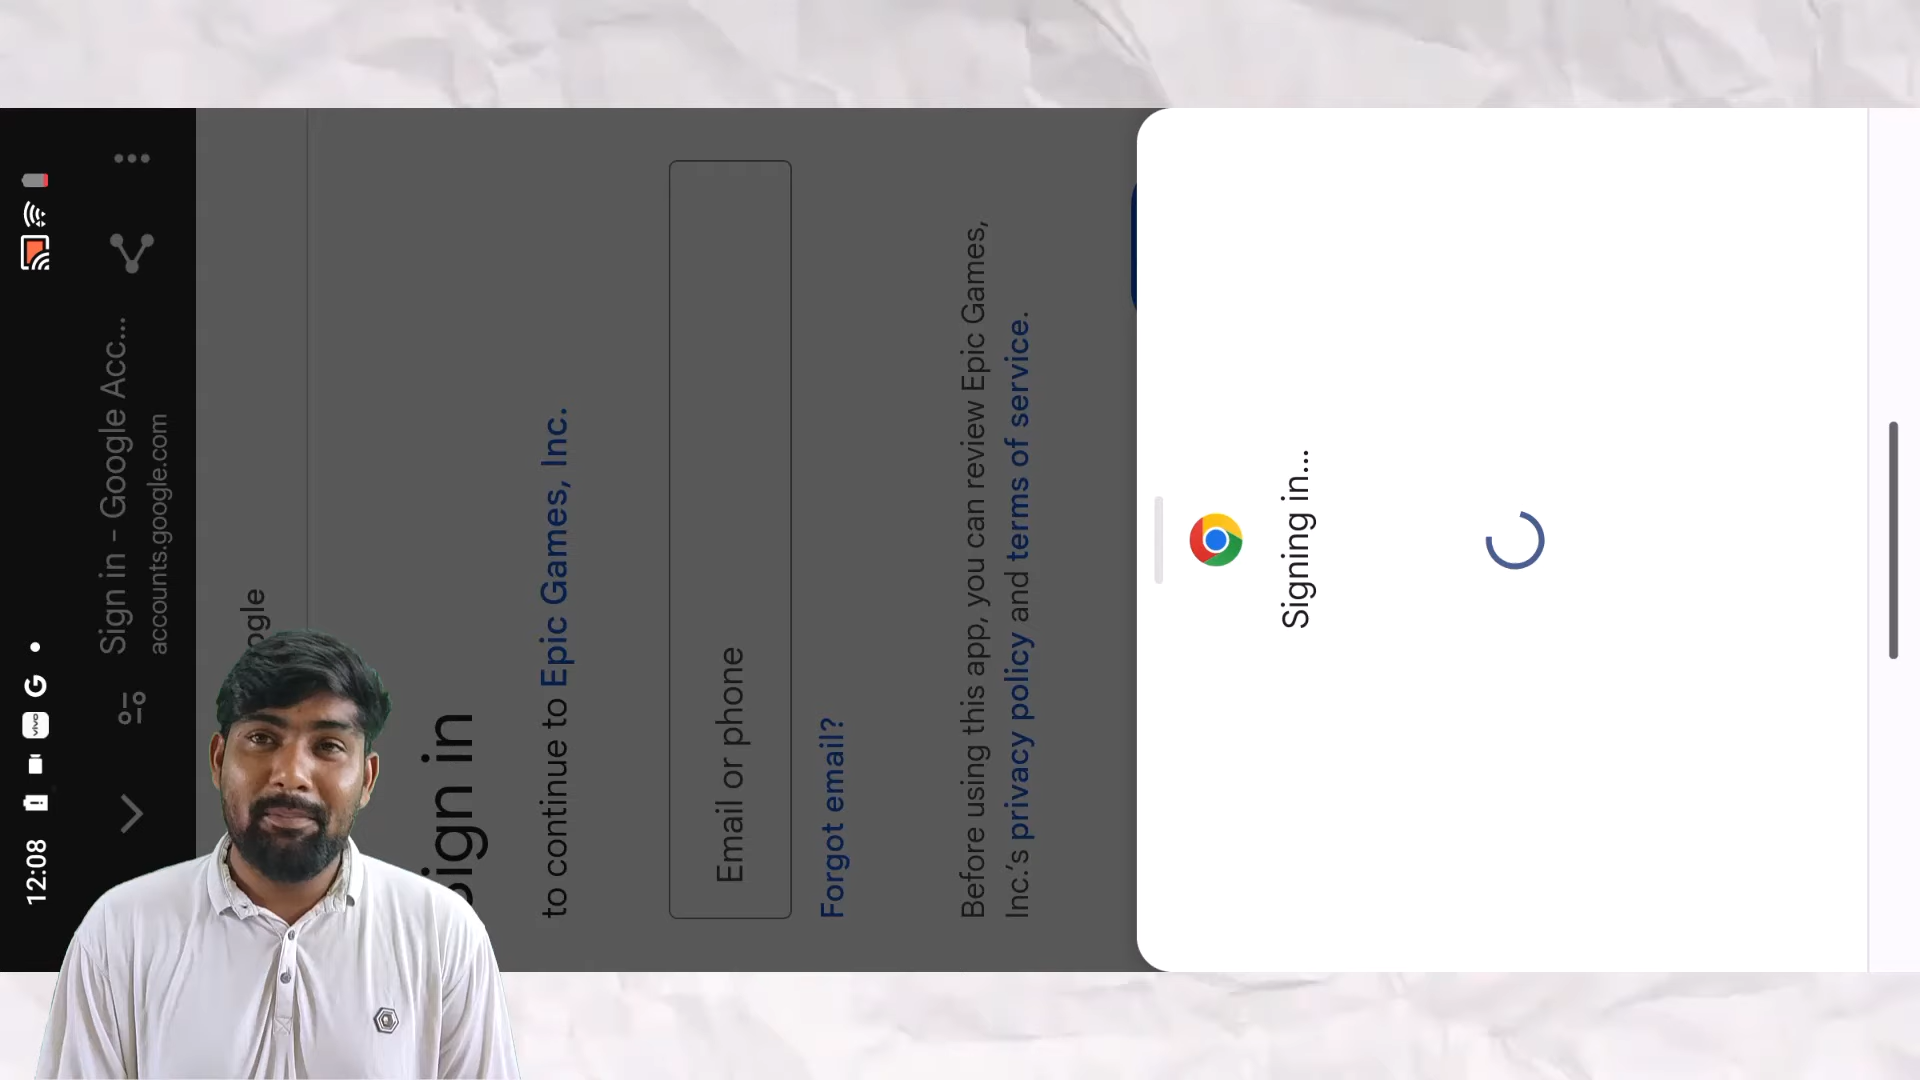 12:08
vivo
G
Sign in - Google Acc...
accounts.google.com
ogle
ign in
to continue to Epic Games, Inc.
Email or phone
Forgot email?
Before using this app, you can review Epic Games,
Inc.'s privacy policy and terms of service.
Signing in...